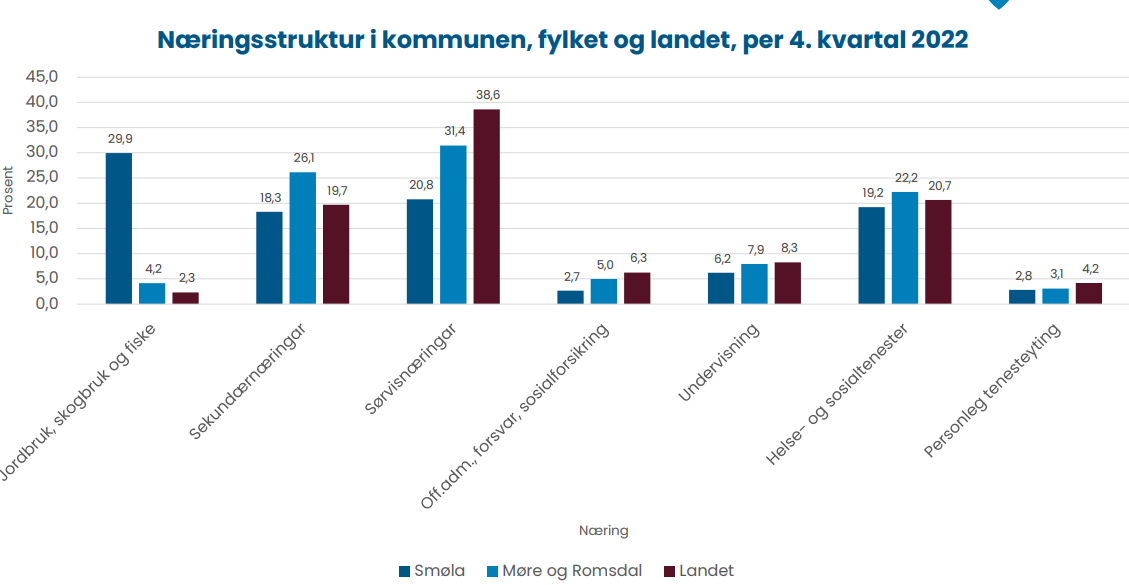 Næringsstruktur i kommunen, fylket og landet, per 4. kvartal 2022
45,0
40,0
35,0
30,0
25,0
20,0
15,0
10,0
5,0
0,0
Prosent
29,9
4,2
2,3
18,3
26,1
19,7
20,8
31,4
38,6
2,7
5,0
6,3
6,2
7,9
8,3
19,2
22,2
20,7
2,8
3,1
4,2
Jordbruk, skogbruk og fiske
Sekundærnæringar
Sørvisnæringar
Off.adm., forsvar, sosialforsikring
Undervisning
Helse- og sosialtenester
Personleg tenesteyting
Næring
Smøla
Møre og Romsdal
Landet